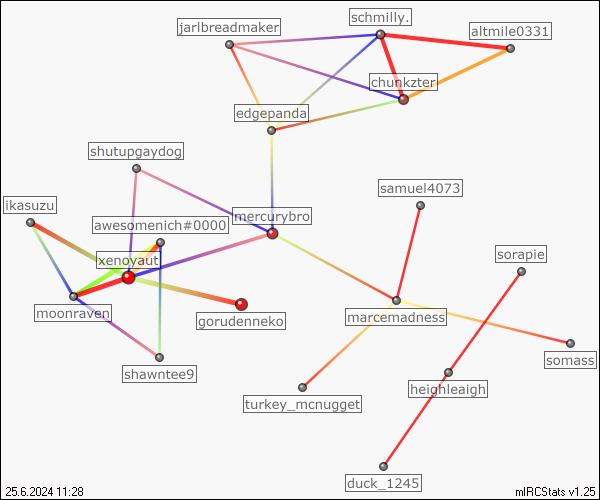 schmilly.
jarlbreadmaker
altmile0331
chunkzter
edgepanda
shutupgaydog
samuel4073
ikasuzu
mercurybro
awesomenich#0000
sorapie
xenoyaut
moonraven
gorudenneko
marcemadness
somass
shawntee9
heighleaigh
turkey_mcnugget
duck_1245
25.6.2024 11:28
mIRCStats v1.25